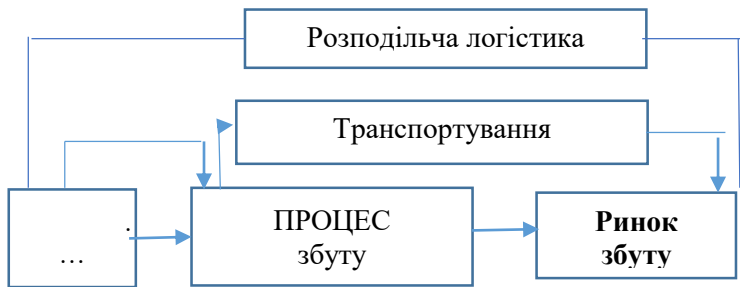 Розподільча логістика
Транспортування
.
…
ПРОЦЕС
збуту
Ринок
збуту